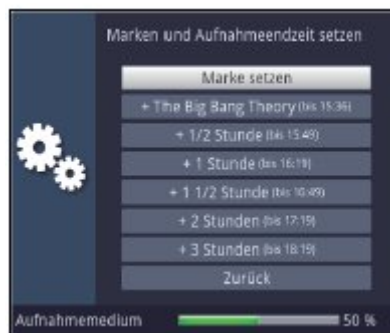 Marken und Aufnahmeendzeit setzen
Marke setzen
+ The Big Bang Theory (bis 15:36)
+ 1/2 Stunde (bis 15:49)
+ 1 Stunde (bis 16:19)
+ 1 1/2 Stunde (bis 16:49)
+ 2 Stunden (bis 17:19)
+ 3 Stunden (bis 18:19)
Zurück
Aufnahmemedium 50 %